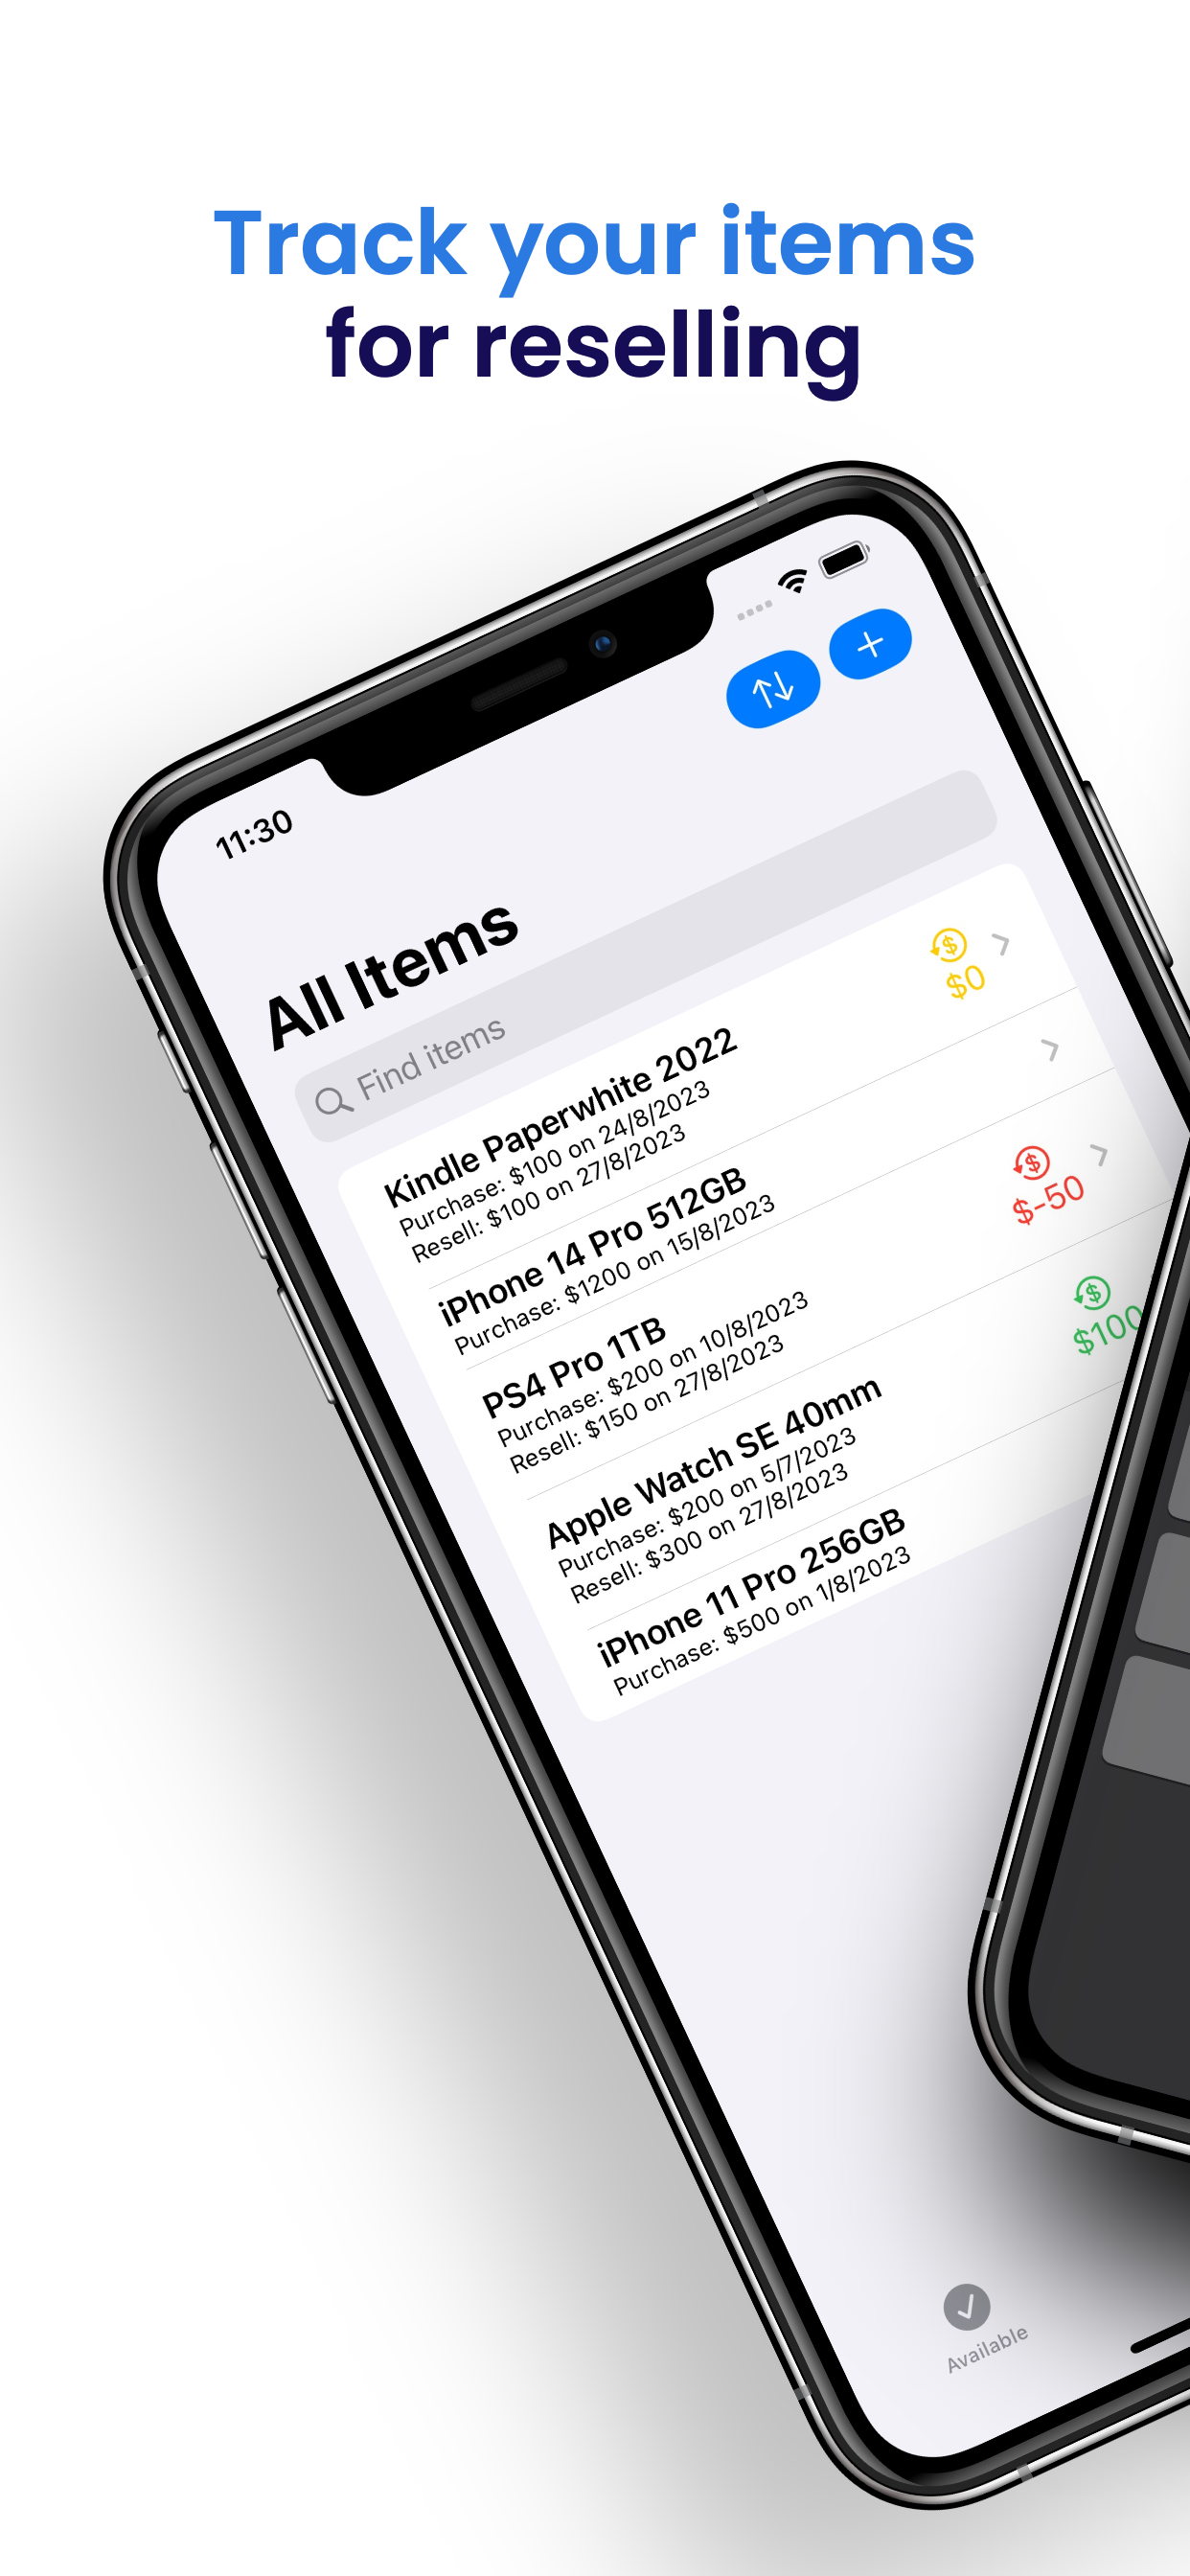 Track your items
for reselling
11:30
All Items
Find items
Kindle Paperwhite 2022
Purchase: $100 on 24/8/2023
Resell: $100 on 27/8/2023
$0
iPhone 14 Pro 512GB
Purchase: $1200 on 15/8/2023
PS4 Pro 1TB
Purchase: $200 on 10/8/2023
Resell: $150 on 27/8/2023
$-50
Apple Watch SE 40mm
Purchase: $200 on 5/7/2023
Resell: $300 on 27/8/2023
$100
iPhone 11 Pro 256GB
Purchase: $500 on 1/8/2023
Available